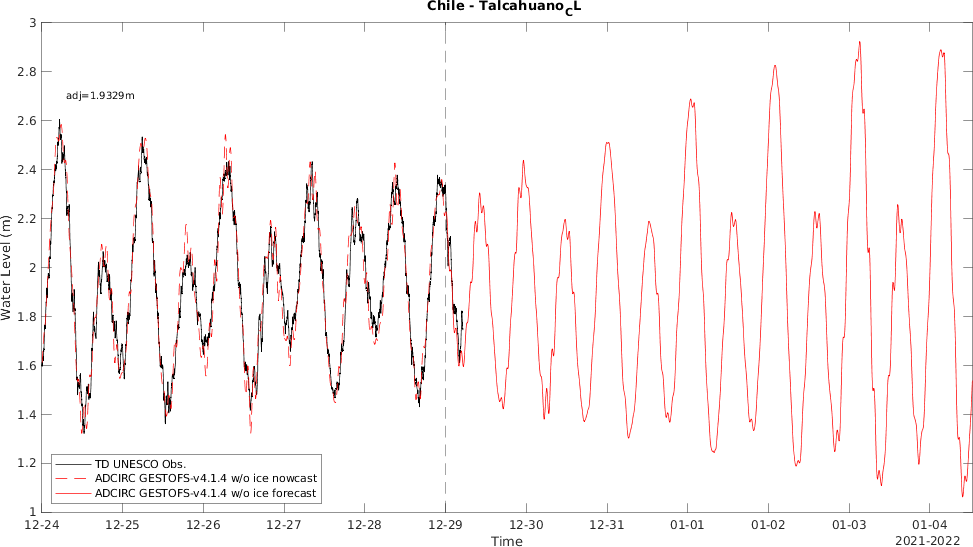 Chile - Talcahuano_CL
3
2.8
adj=1.9329m
2.6
2.4
2.2
2
1.8
1.6
1.4
1.2
1
Water Level (m)
TD UNESCO Obs.
ADCIRC GESTOFS-v4.1.4 w/o ice nowcast
ADCIRC GESTOFS-v4.1.4 w/o ice forecast
12-24 12-25 12-26 12-27 12-28 12-29 12-30 12-31 01-01 01-02 01-03 01-04
Time
2021-2022